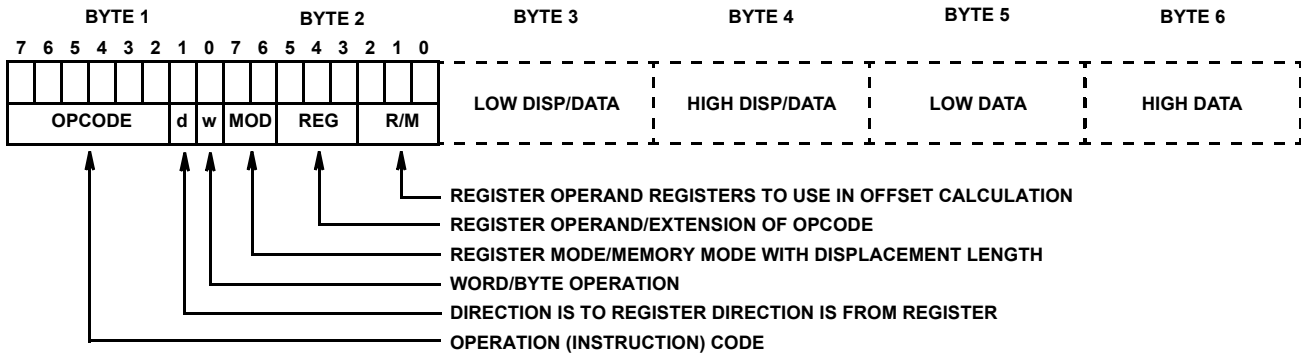 BYTE 1 BYTE 2 BYTE 3 BYTE 4 BYTE 5 BYTE 6
7 6 5 4 3 2 1 0 7 6 5 4 3 2 1 0
LOW DISP/DATA HIGH DISP/DATA LOW DATA HIGH DATA
OPCODE d w MOD REG R/M
REGISTER OPERAND REGISTERS TO USE IN OFFSET CALCULATION
REGISTER OPERAND/EXTENSION OF OPCODE
REGISTER MODE/MEMORY MODE WITH DISPLACEMENT LENGTH
WORD/BYTE OPERATION
DIRECTION IS TO REGISTER DIRECTION IS FROM REGISTER
OPERATION (INSTRUCTION) CODE